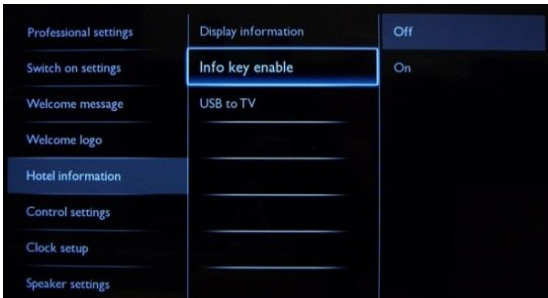 Professional settings
Switch on settings
Welcome message
Welcome logo
Hotel information
Control settings
Clock setup
Speaker settings
Display information
Info key enable
USB to TV
Off
On